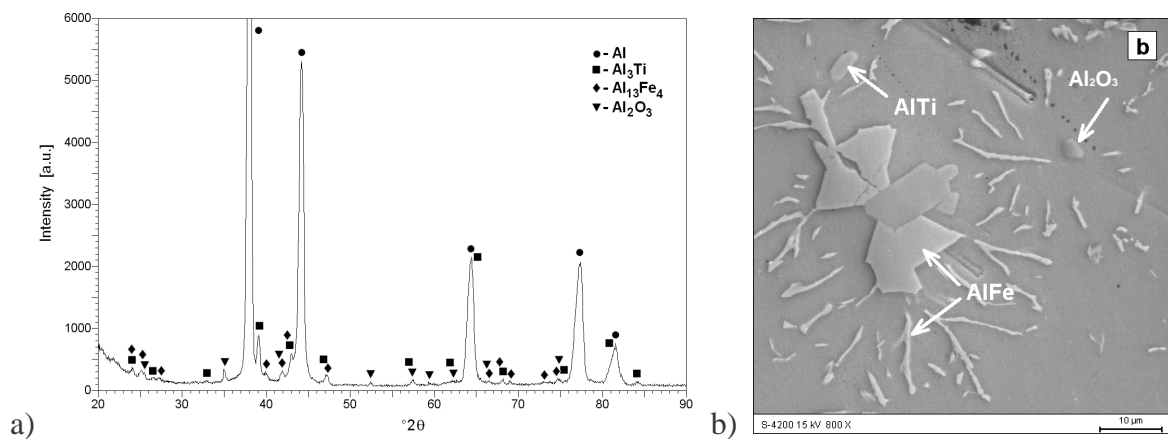 6000
5000
4000
3000
2000
1000
0
Intensity [a.u.]
20 30 40 50 60 70 80 90
°2θ
●- Al
■- Al₃Ti
♦- Al₁₃Fe₄
▼- Al₂O₃
a)
b
AlTi
Al₂O₃
AlFe
S-4200 15 kV 800 X
10 µm
b)